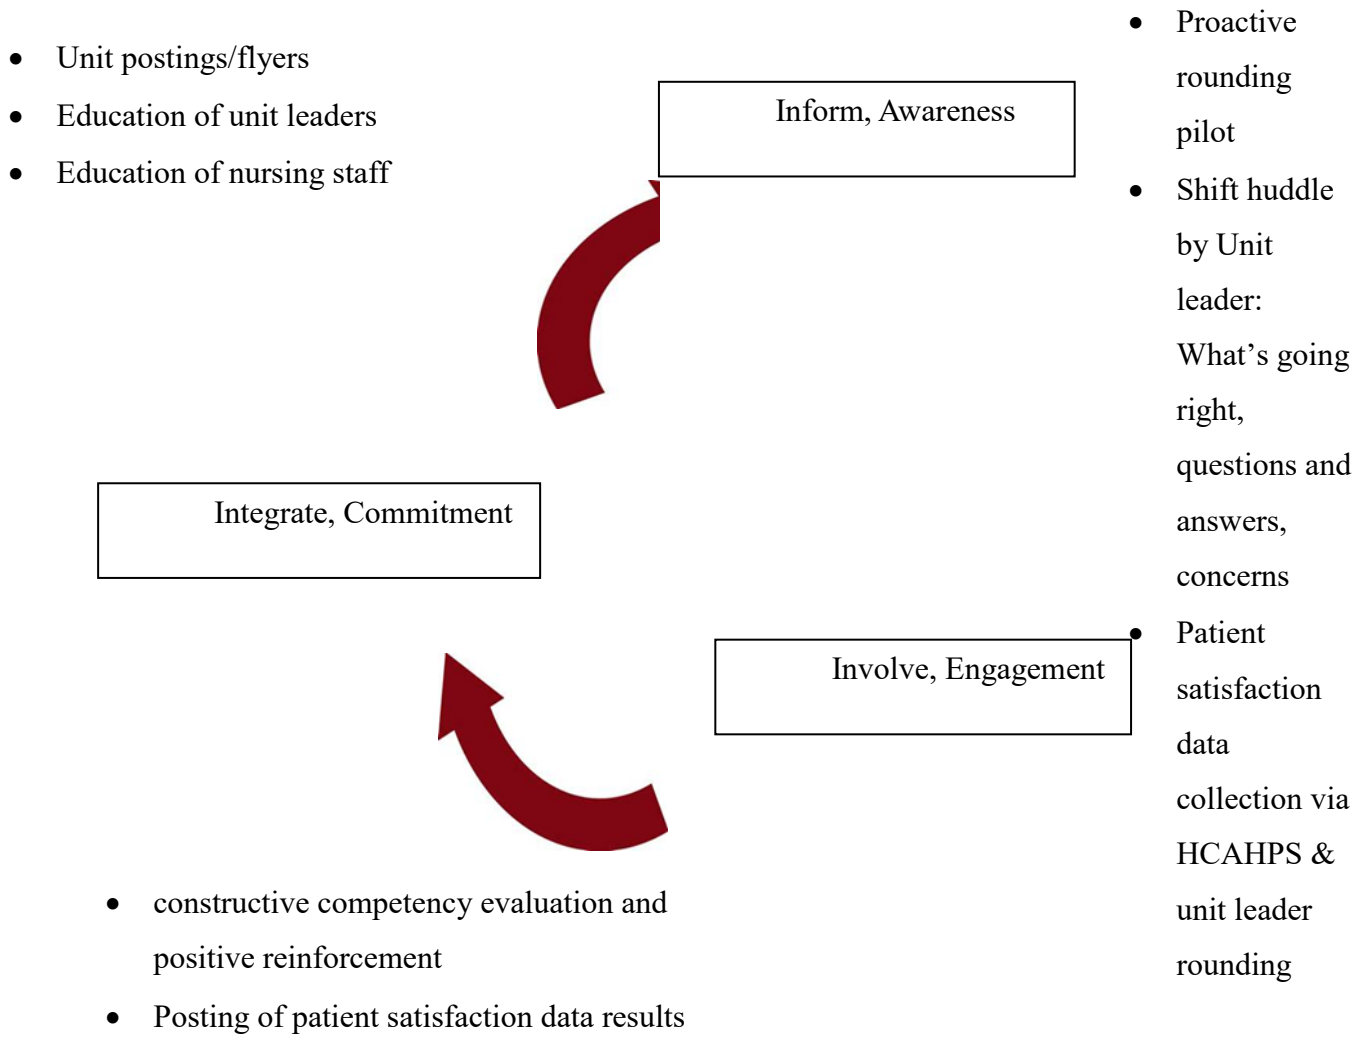 • Unit postings/flyers
• Education of unit leaders
• Education of nursing staff
Inform, Awareness
• Proactive
rounding
pilot
• Shift huddle
by Unit
leader:
What’s going
right,
questions and
answers,
concerns
• Patient
satisfaction
data
collection via
HCAHPS &
unit leader
rounding
Integrate, Commitment
Involve, Engagement
• constructive competency evaluation and
positive reinforcement
• Posting of patient satisfaction data results